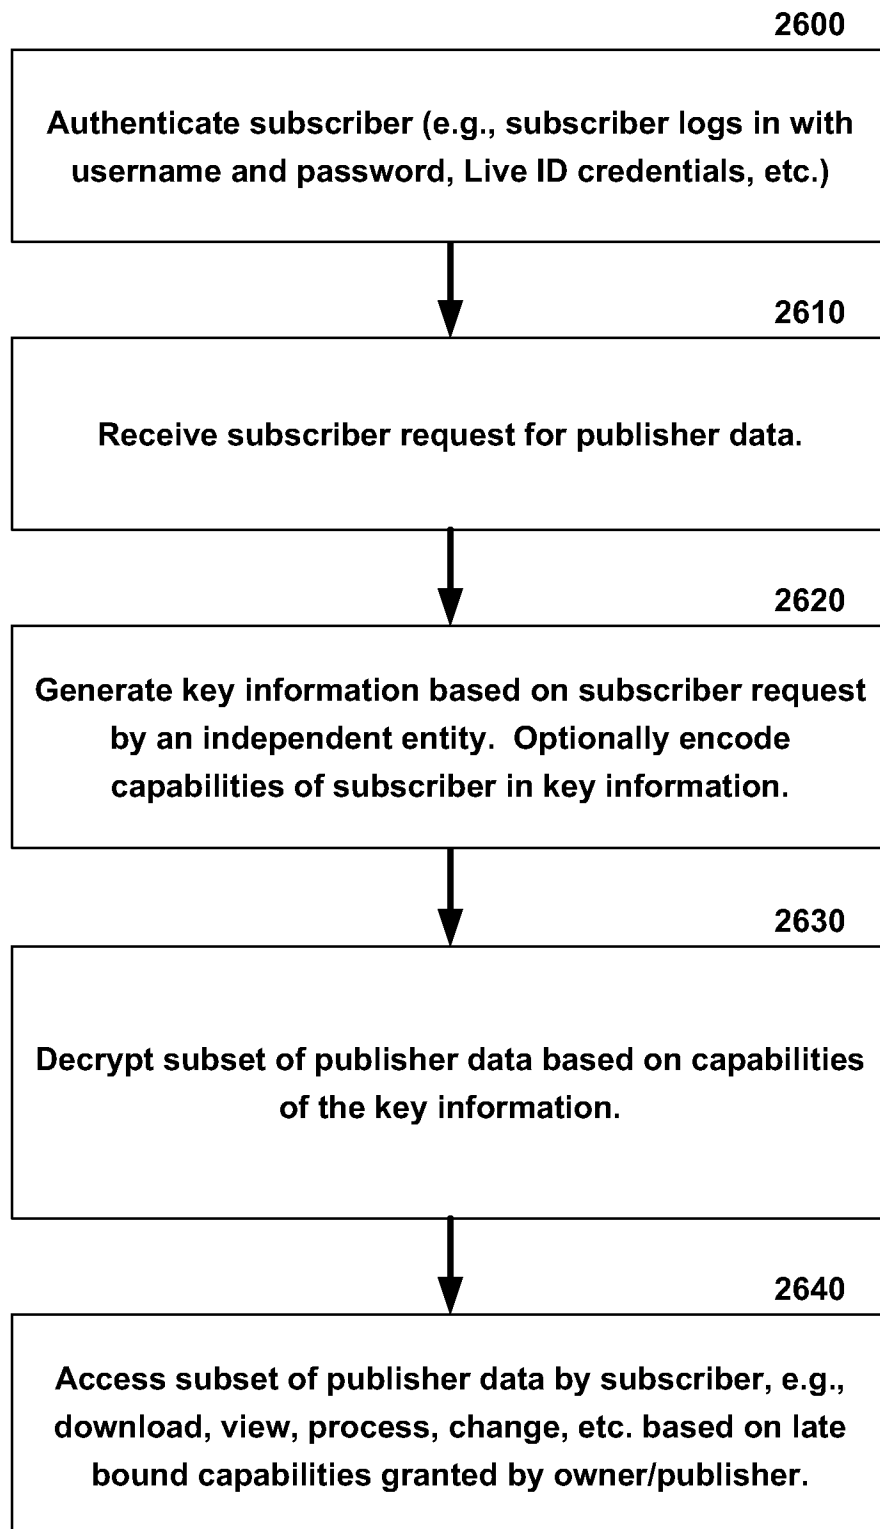 2600
Authenticate subscriber (e.g., subscriber logs in with
username and password, Live ID credentials, etc.)
2610
Receive subscriber request for publisher data.
2620
Generate key information based on subscriber request
by an independent entity.  Optionally encode
capabilities of subscriber in key information.
2630
Decrypt subset of publisher data based on capabilities
of the key information.
2640
Access subset of publisher data by subscriber, e.g.,
download, view, process, change, etc. based on late
bound capabilities granted by owner/publisher.